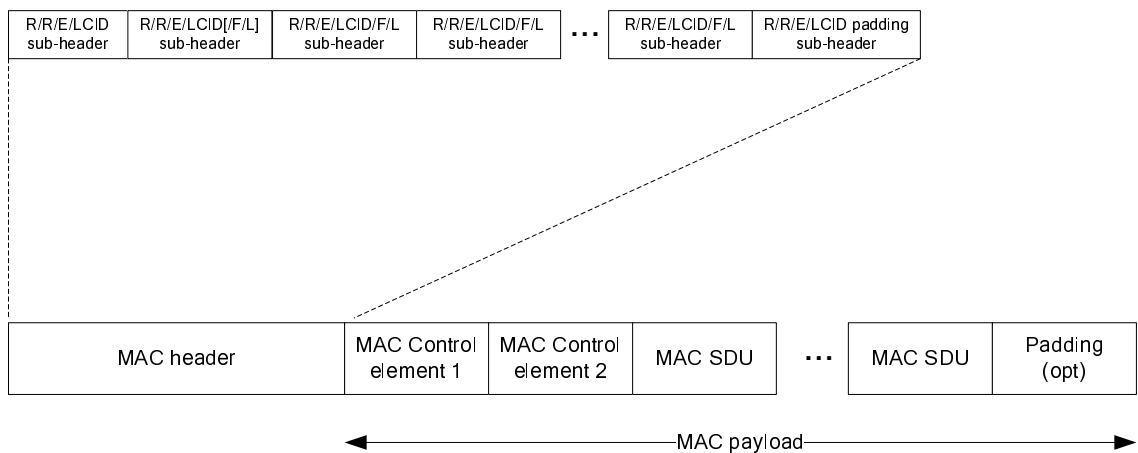 R/R/E/LCID
sub-header
R/R/E/LCID[/F/L]
sub-header
R/R/E/LCID/F/L
sub-header
R/R/E/LCID/F/L
sub-header
...
R/R/E/LCID/F/L
sub-header
R/R/E/LCID padding
sub-header
MAC header
MAC Control
element 1
MAC Control
element 2
MAC SDU
...
MAC SDU
Padding
(opt)
MAC payload